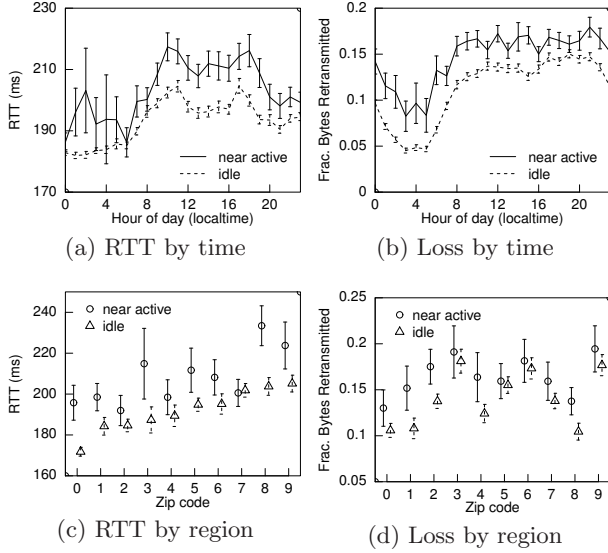 230
210
190
170
RTT (ms)
near active
idle
0 4 8 12 16 20
Hour of day (localtime)
(a) RTT by time
0.2
0.15
0.1
0.05
0
Frac. Bytes Retransmitted
near active
idle
0 4 8 12 16 20
Hour of day (localtime)
(b) Loss by time
240
220
200
180
160
RTT (ms)
near active
idle
0 1 2 3 4 5 6 7 8 9
Zip code
(c) RTT by region
0.25
0.2
0.15
0.1
0.05
Frac. Bytes Retransmitted
near active
idle
0 1 2 3 4 5 6 7 8 9
Zip code
(d) Loss by region